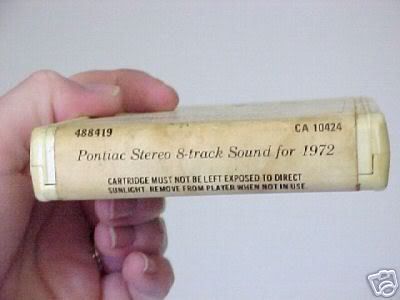 488419 CA 10424
Pontiac Stereo 8-track Sound for 1972
CARTRIDGE MUST NOT BE LEFT EXPOSED TO DIRECT
SUNLIGHT. REMOVE FROM PLAYER WHEN NOT IN USE.